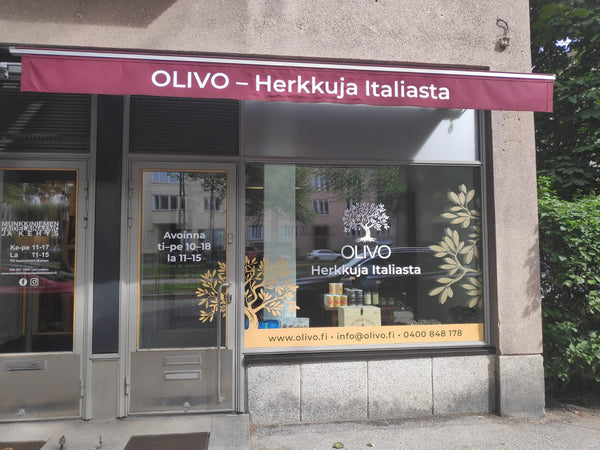 OLIVO – Herkkuja Italiasta
MUNKKINIEMEN
JA KEHYS
Ke-pe 11-17
La 11-15
Avoinna
ti–pe 10–18
la 11–15
OLIVO
Herkkuja Italiasta
www.olivo.fi • info@olivo.fi • 0400 848 178